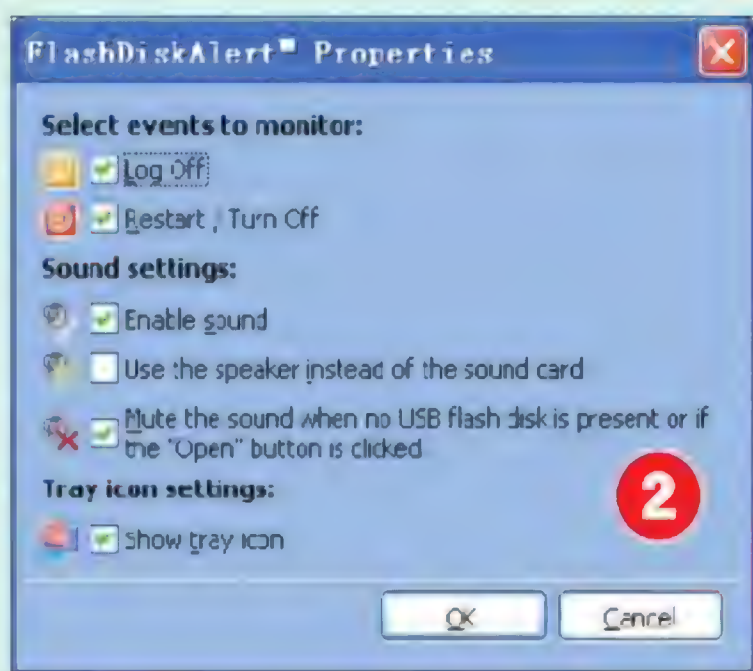 FlashDiskAlert™ Properties
Select events to monitor:
Log Off
Restart / Turn Off
Sound settings:
Enable sound
Use the speaker instead of the sound card
Mute the sound when no USB flash disk is present or if
the "Open" button is clicked
Tray icon settings:
Show tray icon
2
OK
Cancel